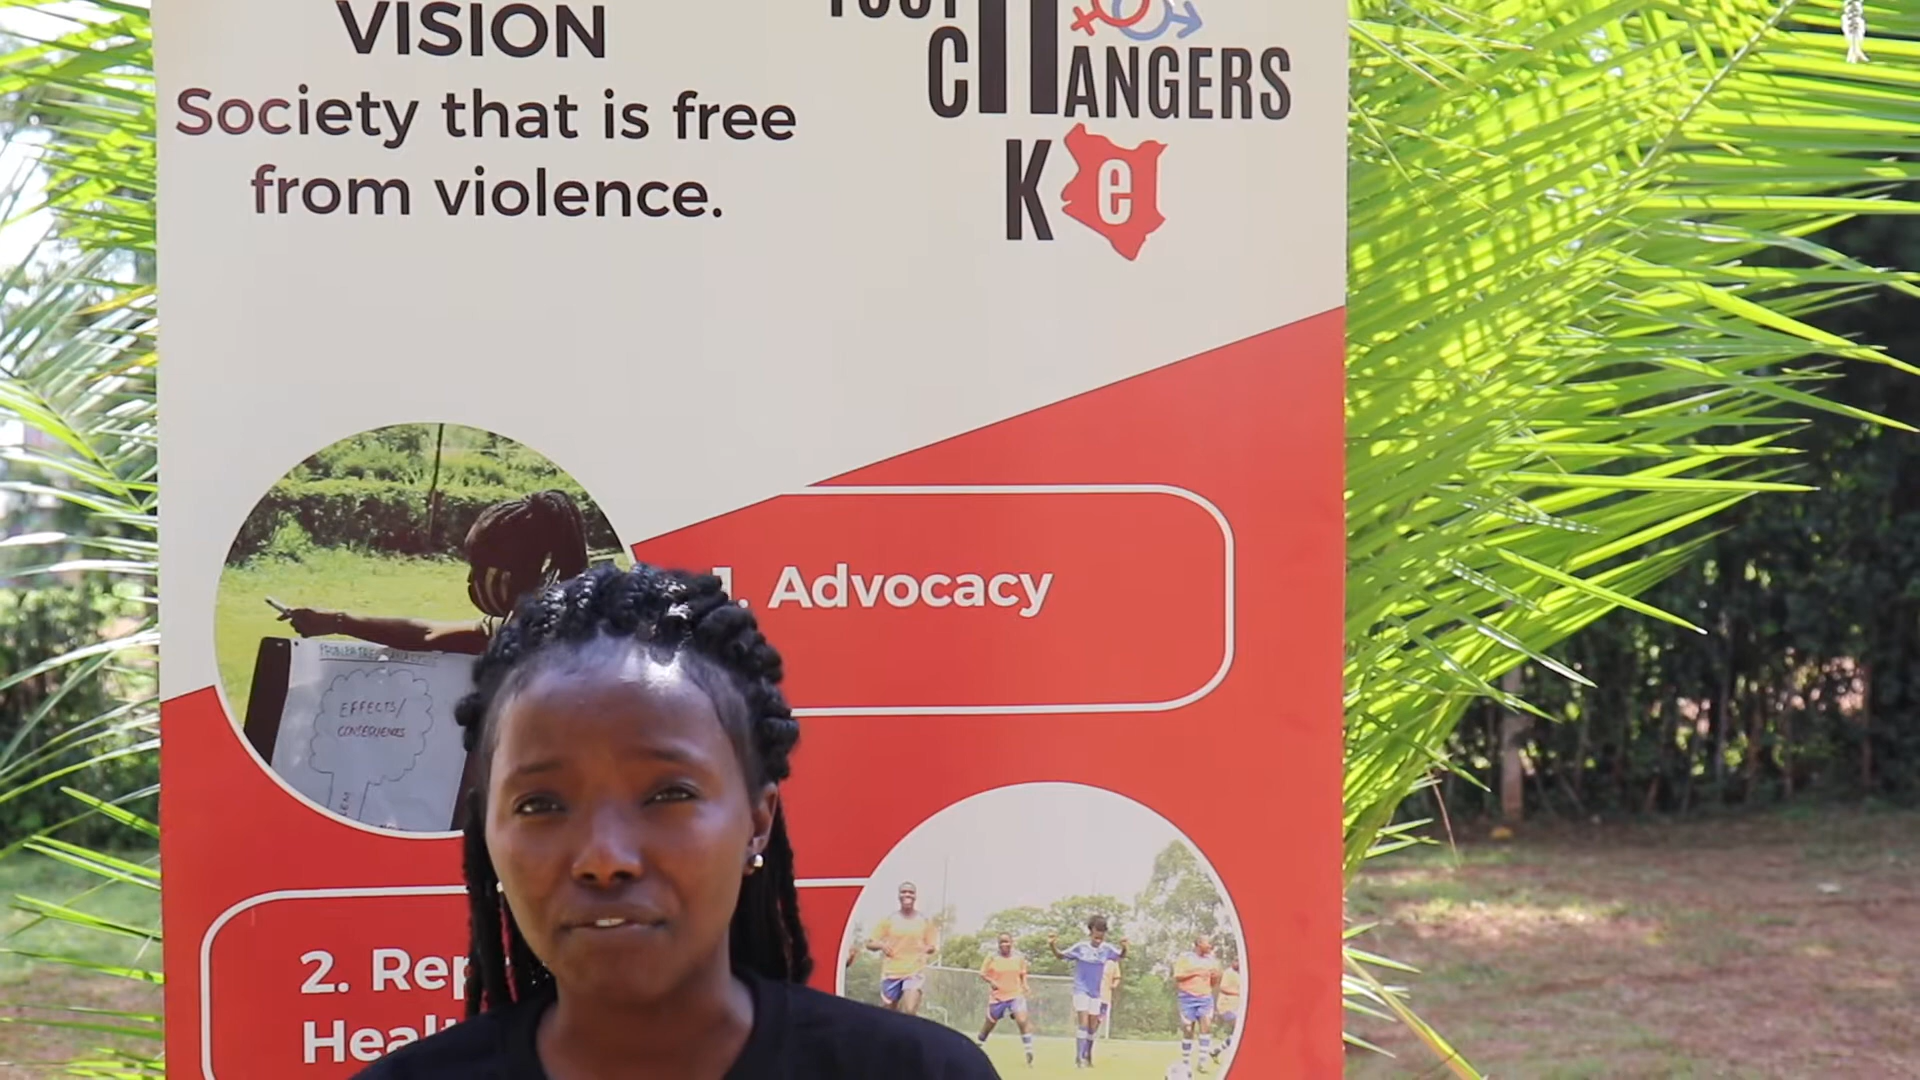 VISION
Society that is free
from violence.
CHANGERS
Ke
1. Advocacy
EFFECTS/
CONSEQUENCES
2. Rep
Heal